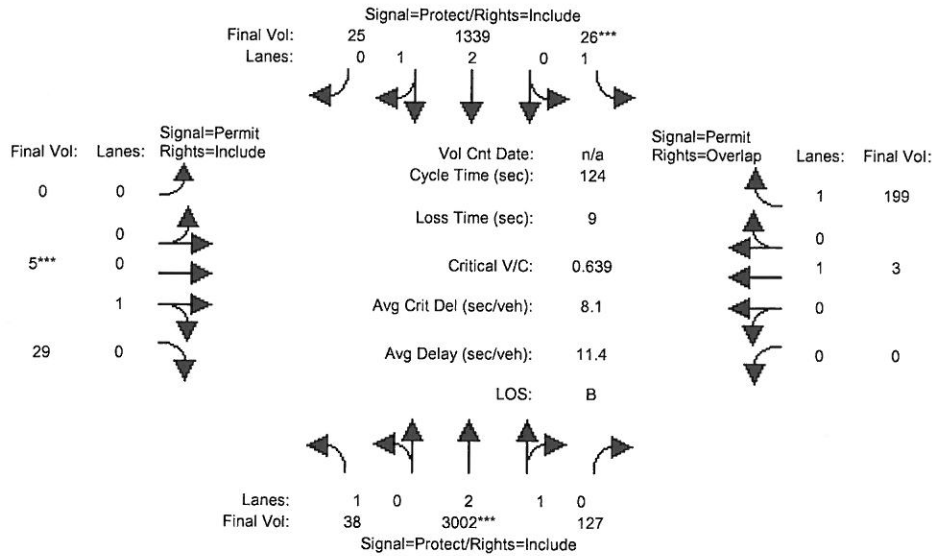 Signal=Protect/Rights=Include
Final Vol: 25 1339 26***
Lanes: 0 1 2 0 1
Signal=Permit
Final Vol: Lanes: Rights=Include
Vol Cnt Date: n/a
Signal=Permit
Rights=Overlap Lanes: Final Vol:
Cycle Time (sec): 124
0 0
1 199
Loss Time (sec): 9
0
0
5*** 0
Critical V/C: 0.639
1 3
1
Avg Crit Del (sec/veh): 8.1
0
29 0
Avg Delay (sec/veh): 11.4
0 0
LOS: B
Lanes: 1 0 2 1 0
Final Vol: 38 3002*** 127
Signal=Protect/Rights=Include